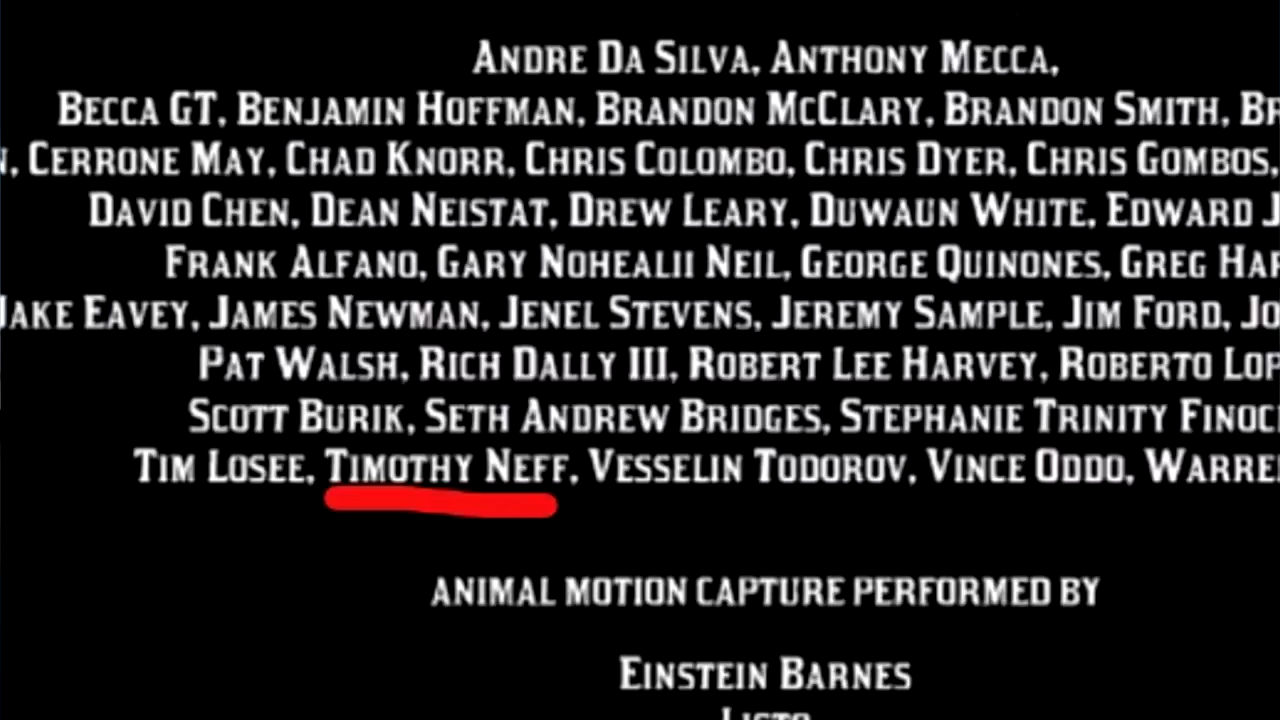 Andre Da Silva, Anthony Mecca,
Becca GT, Benjamin Hoffman, Brandon McClary, Brandon Smith,
Cerrone May, Chad Knorr, Chris Colombo, Chris Dyer, Chris Gombos,
David Chen, Dean Neistat, Drew Leary, Duwaun White, Edward
Frank Alfano, Gary Nohealii Neil, George Quinones, Greg
Jake Eavey, James Newman, Jenel Stevens, Jeremy Sample, Jim Ford,
Pat Walsh, Rich Dally III, Robert Lee Harvey, Roberto
Scott Burik, Seth Andrew Bridges, Stephanie Trinity
Tim Losee, Timothy Neff, Vesselin Todorov, Vince Oddo,
ANIMAL MOTION CAPTURE PERFORMED BY
Einstein Barnes